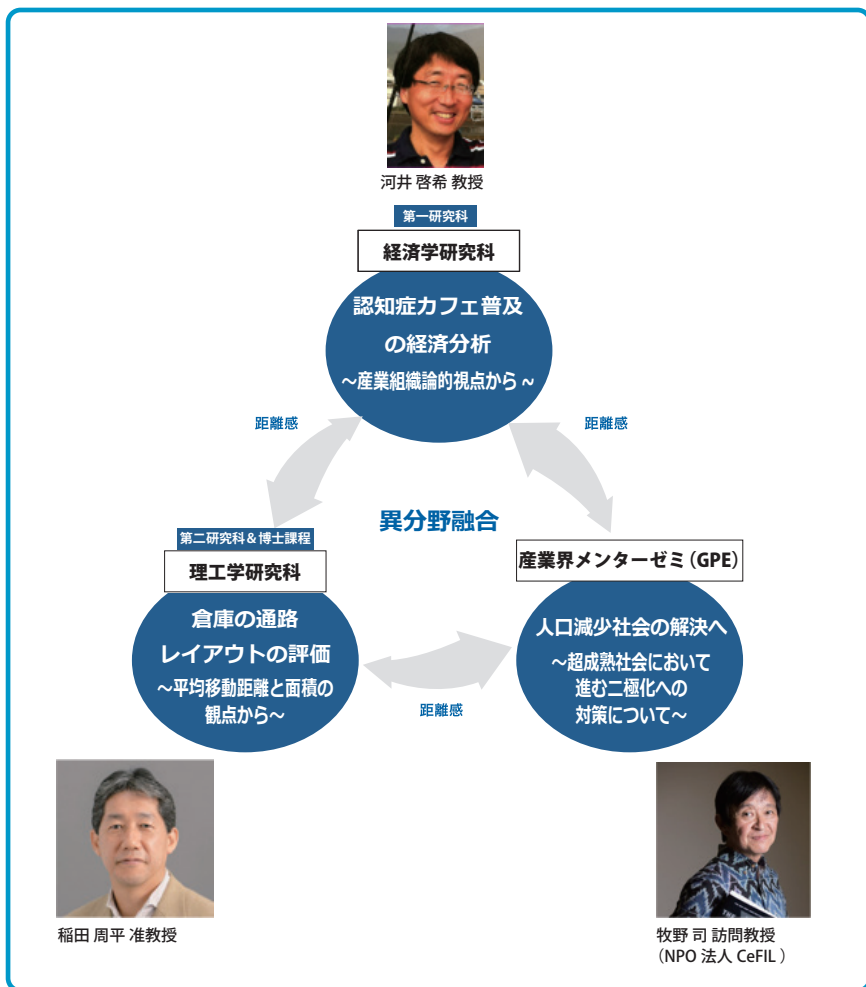 河井 啓希 教授
第一研究科
経済学研究科
認知症カフェ普及
の経済分析
〜産業組織論的視点から ~
距離感
距離感
異分野融合
第二研究科＆博士課程
理工学研究科
倉庫の通路
レイアウトの評価
〜平均移動距離と面積の
観点から〜
産業界メンターゼミ（GPE）
人口減少社会の解決へ
〜超成熟社会において
進む二極化への
対策について〜
距離感
稲田 周平 准教授
牧野 司 訪問教授
（NPO 法人 CeFIL ）